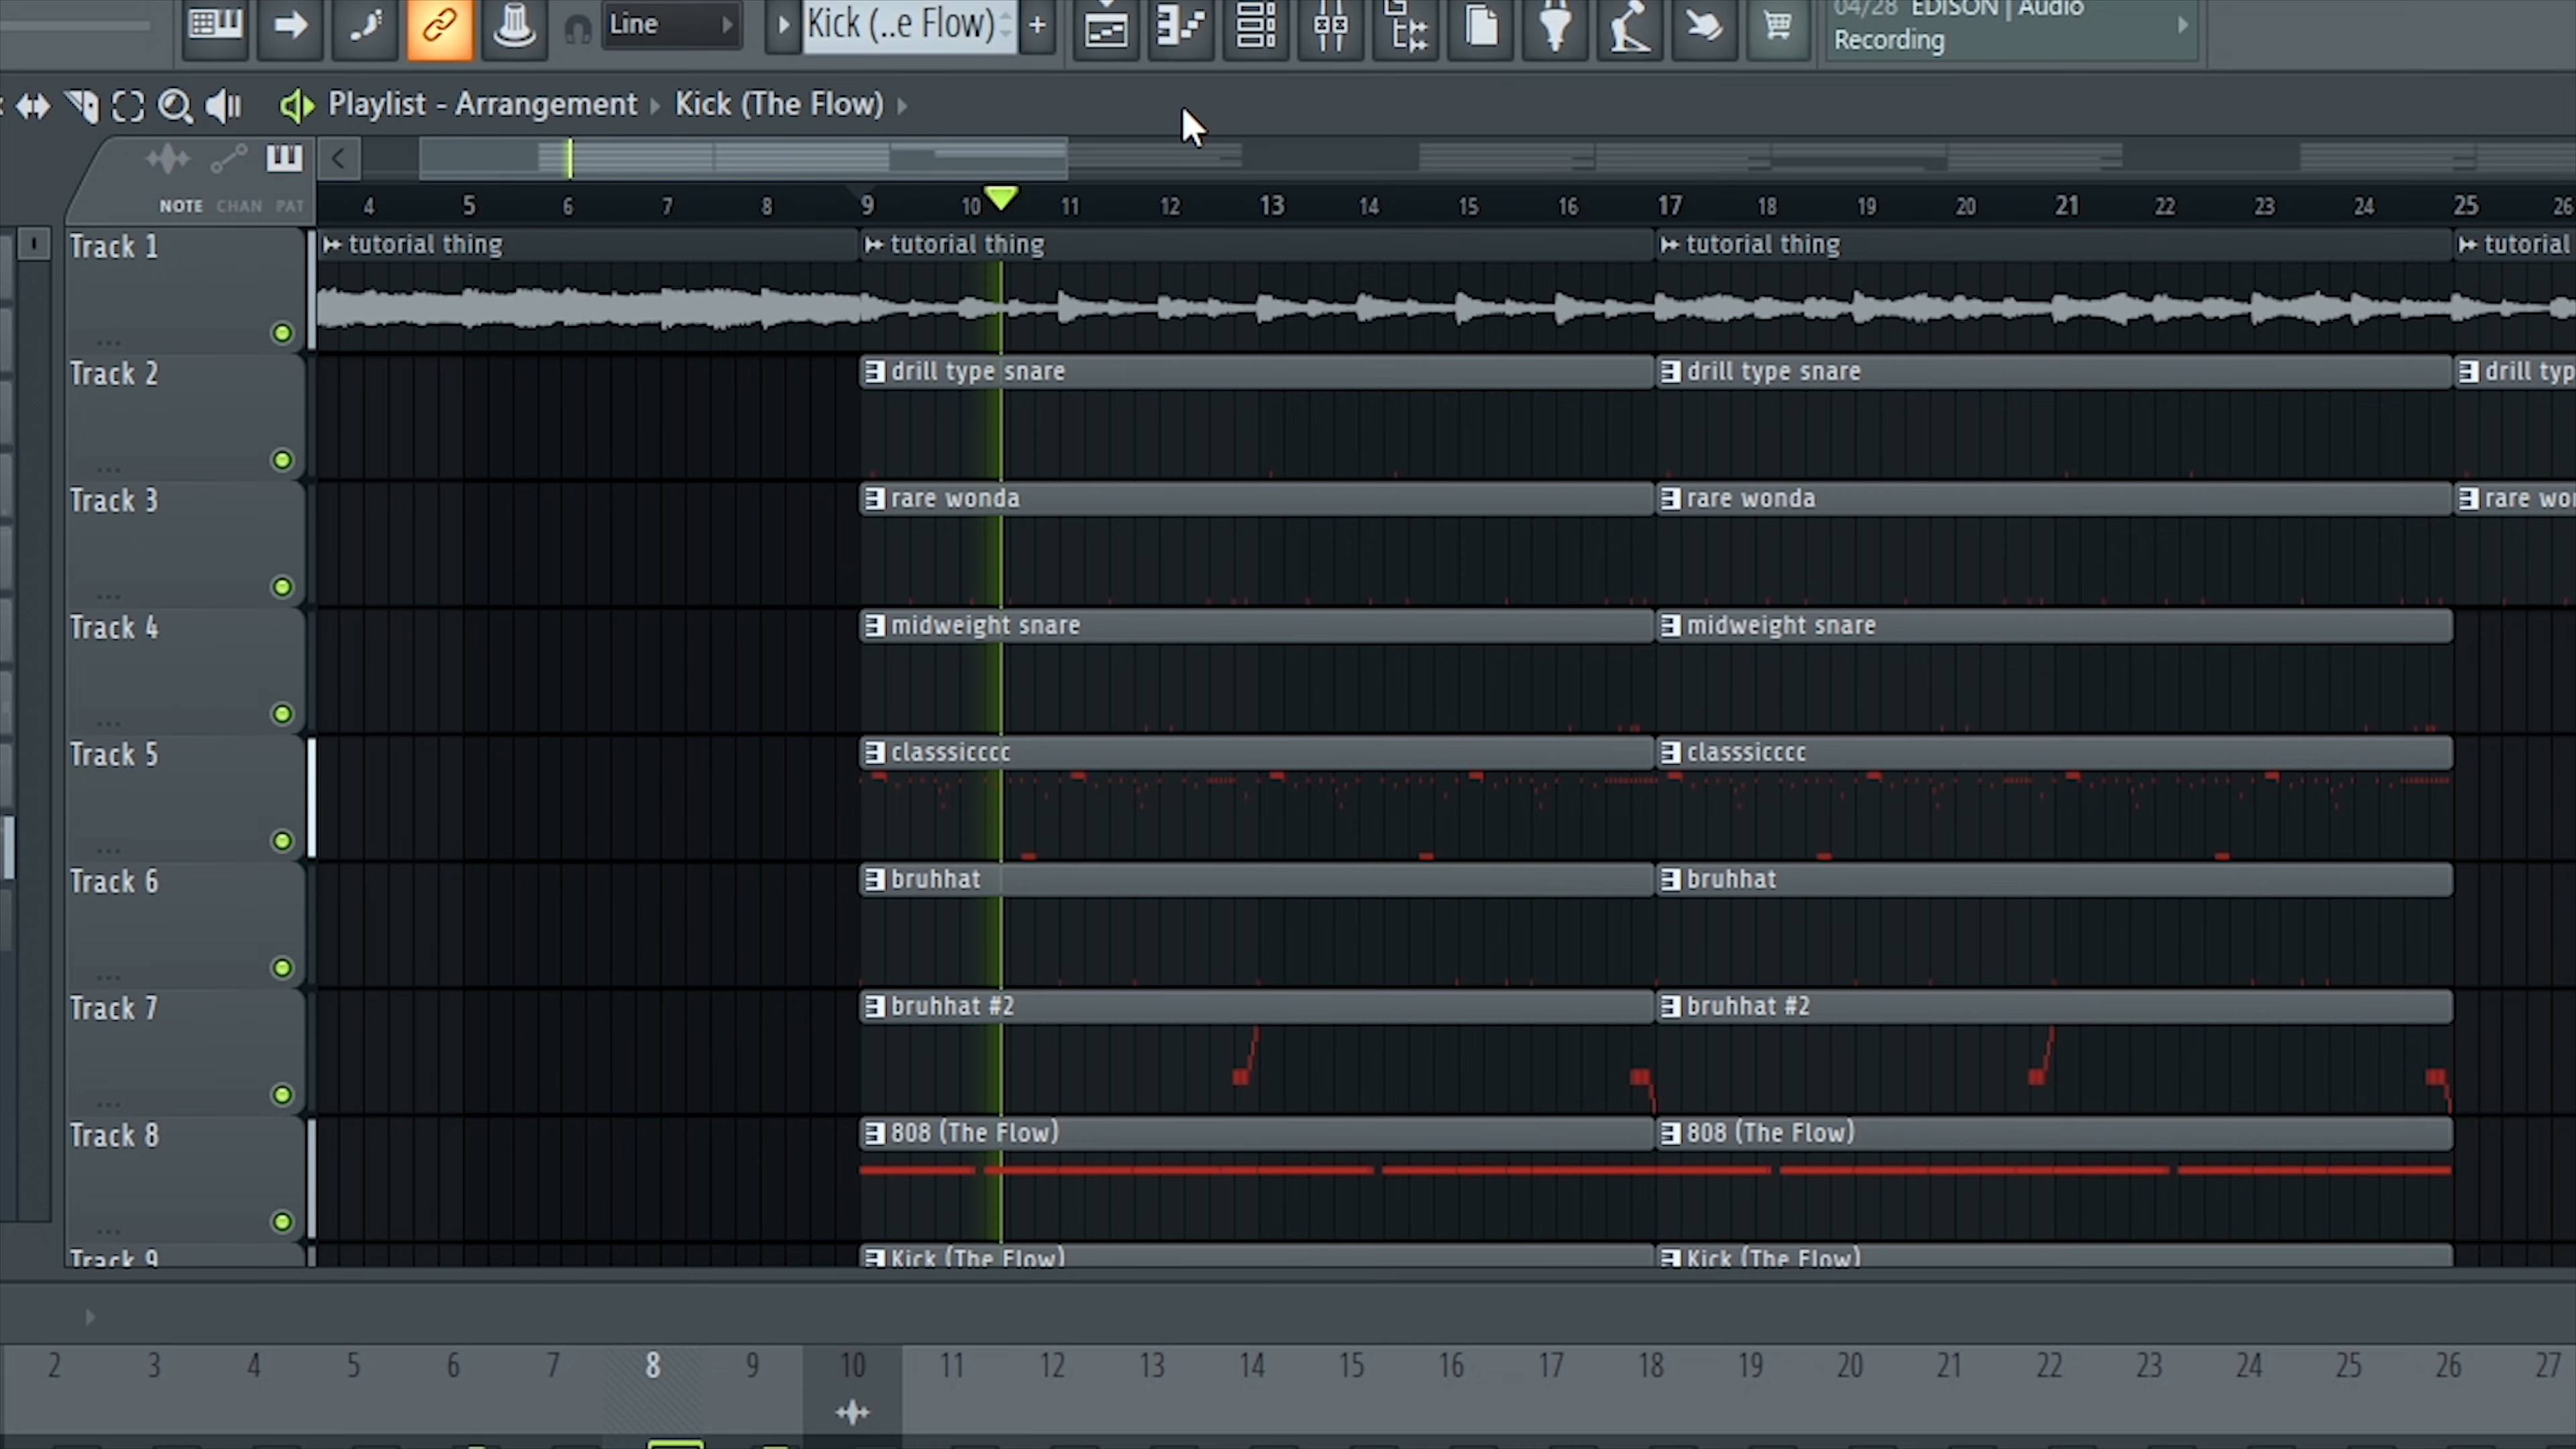 Line
Kick (..e Flow)
+
04/28 EDISON | Audio
Recording
Playlist - Arrangement
Kick (The Flow)
NOTE CHAN PAT
4 5 6 7 8 9 10 11 12 13 14 15 16 17 18 19 20 21 22 23 24 25 26
Track 1
tutorial thing
tutorial thing
tutorial thing
tutorial
Track 2
drill type snare
drill type snare
drill typ
Track 3
rare wonda
rare wonda
rare wo
Track 4
midweight snare
midweight snare
Track 5
classsicccc
classsicccc
Track 6
bruhhat
bruhhat
Track 7
bruhhat #2
bruhhat #2
Track 8
808 (The Flow)
808 (The Flow)
Track 9
Kick (The Flow)
Kick (The Flow)
2 3 4 5 6 7 8 9 10 11 12 13 14 15 16 17 18 19 20 21 22 23 24 25 26 27